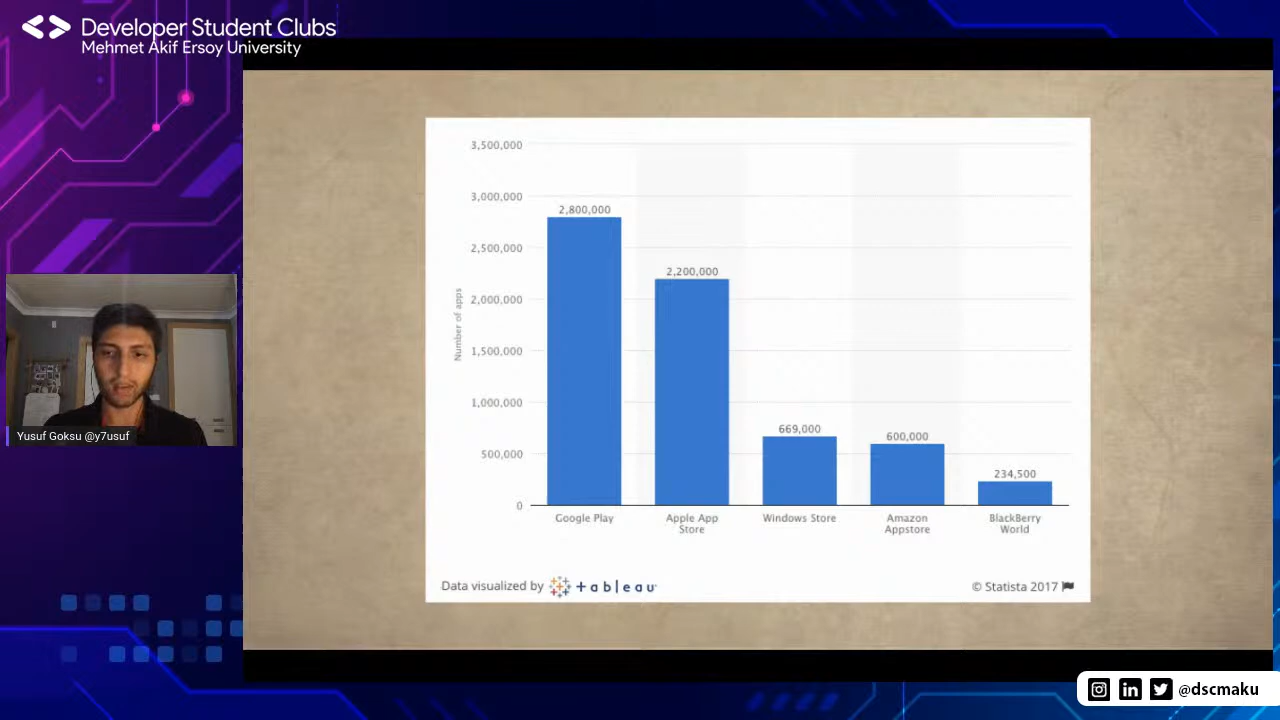 Developer Student Clubs
Mehmet Akif Ersoy University
3,500,000
3,000,000
2,500,000
2,000,000
1,500,000
1,000,000
500,000
0
Number of apps
2,800,000
2,200,000
669,000
600,000
234,500
Google Play
Apple App
Store
Windows Store
Amazon
Appstore
BlackBerry
World
Data visualized by +ableau
© Statista 2017
Yusuf Goksu @y7usuf
@dscmaku